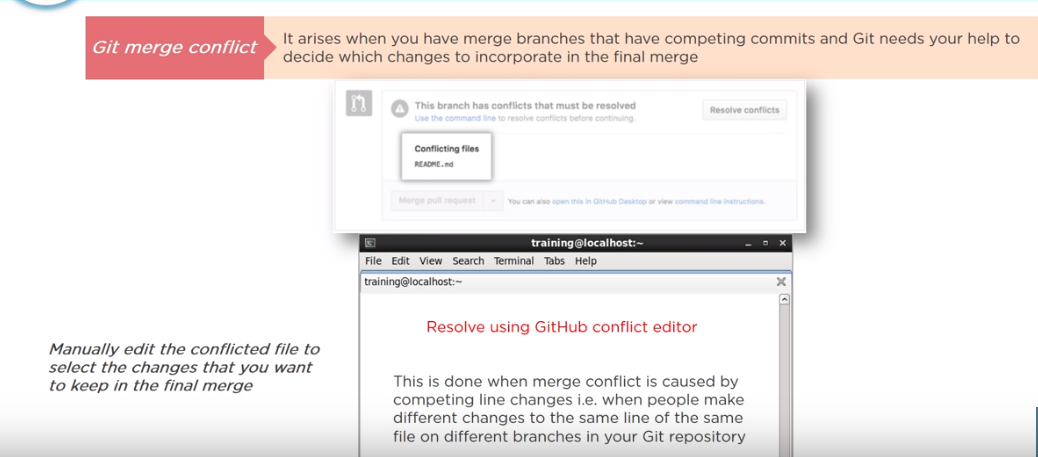 Git merge conflict
It arises when you have merge branches that have competing commits and Git needs your help to
decide which changes to incorporate in the final merge
This branch has conflicts that must be resolved
Use the command line to resolve conflicts before continuing.
Resolve conflicts
Conflicting files
README.md
Merge pull request
You can also open this in GitHub Desktop or view command line instructions.
training@localhost:~
File Edit View Search Terminal Tabs Help
training@localhost:~
Resolve using GitHub conflict editor
Manually edit the conflicted file to
select the changes that you want
to keep in the final merge
This is done when merge conflict is caused by
competing line changes i.e. when people make
different changes to the same line of the same
file on different branches in your Git repository